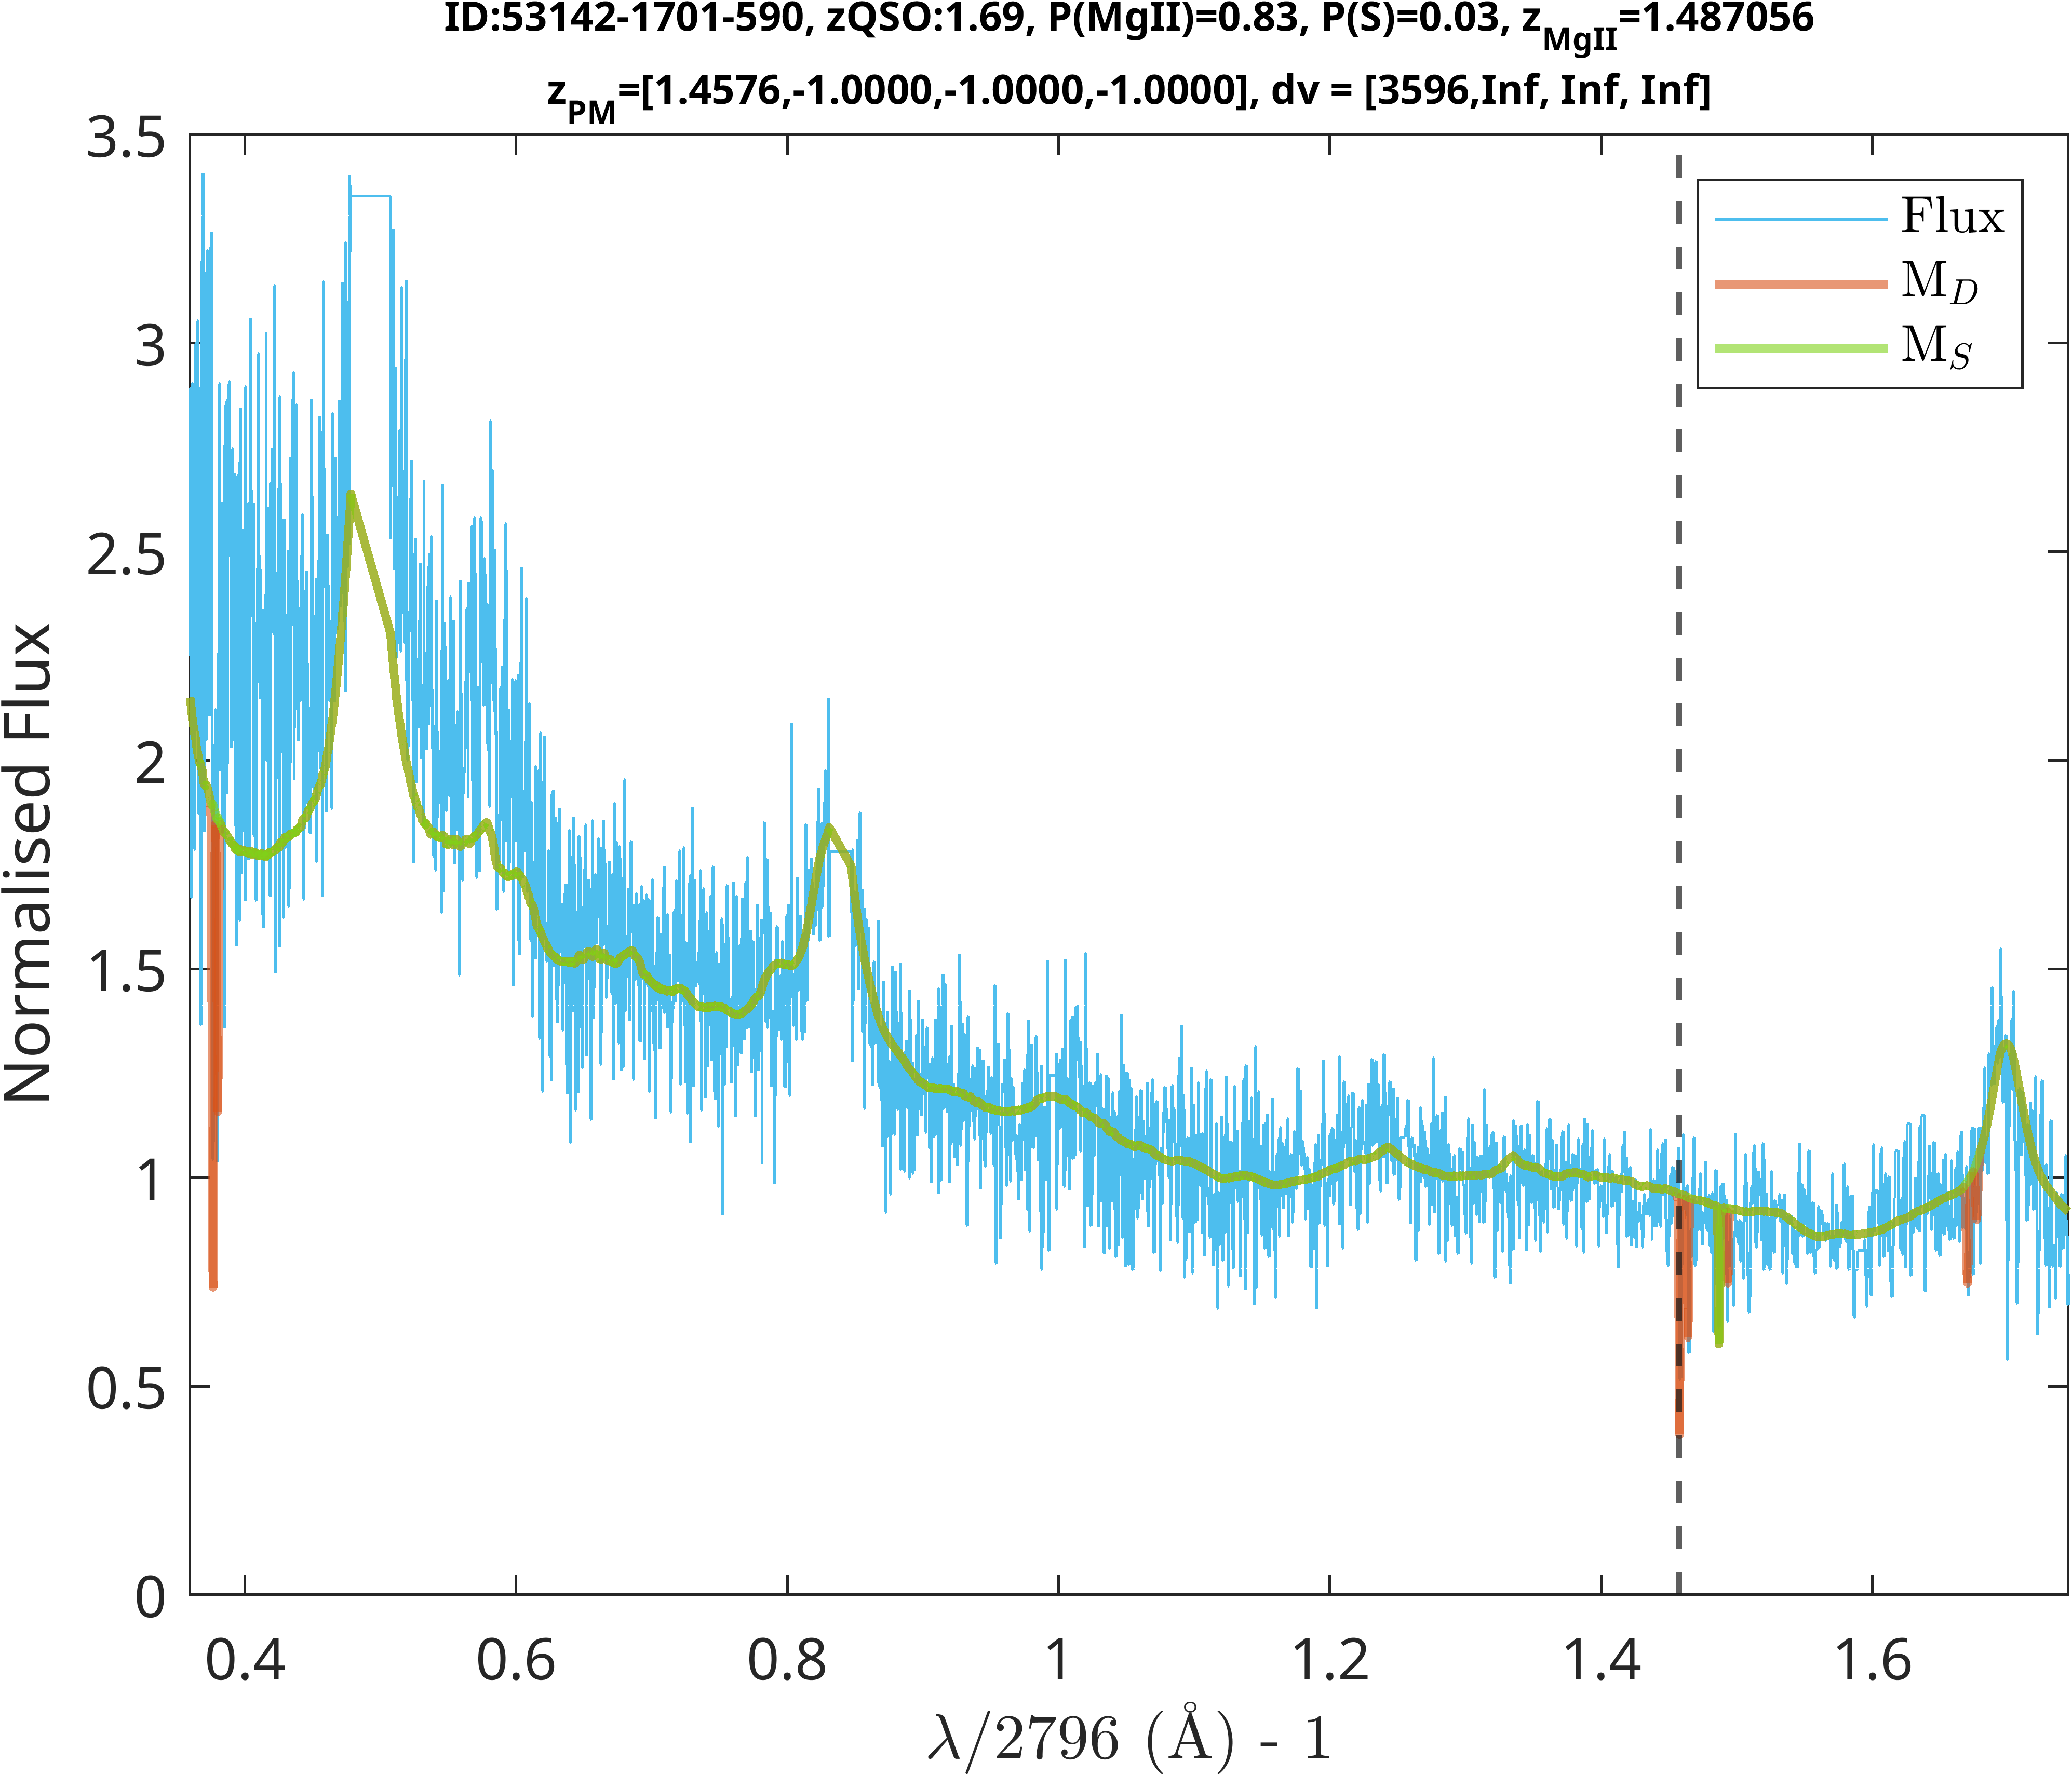 ID:53142-1701-590, zQSO:1.69, P(MgII)=0.83, P(S)=0.03, z_MgII=1.487056
z_PM=[1.4576,-1.0000,-1.0000,-1.0000], dv = [3596,Inf, Inf, Inf]
3.5
3
2.5
2
1.5
1
0.5
0
Normalised Flux
Flux
M_D
M_S
0.4 0.6 0.8 1 1.2 1.4 1.6
λ/2796 (Å) - 1